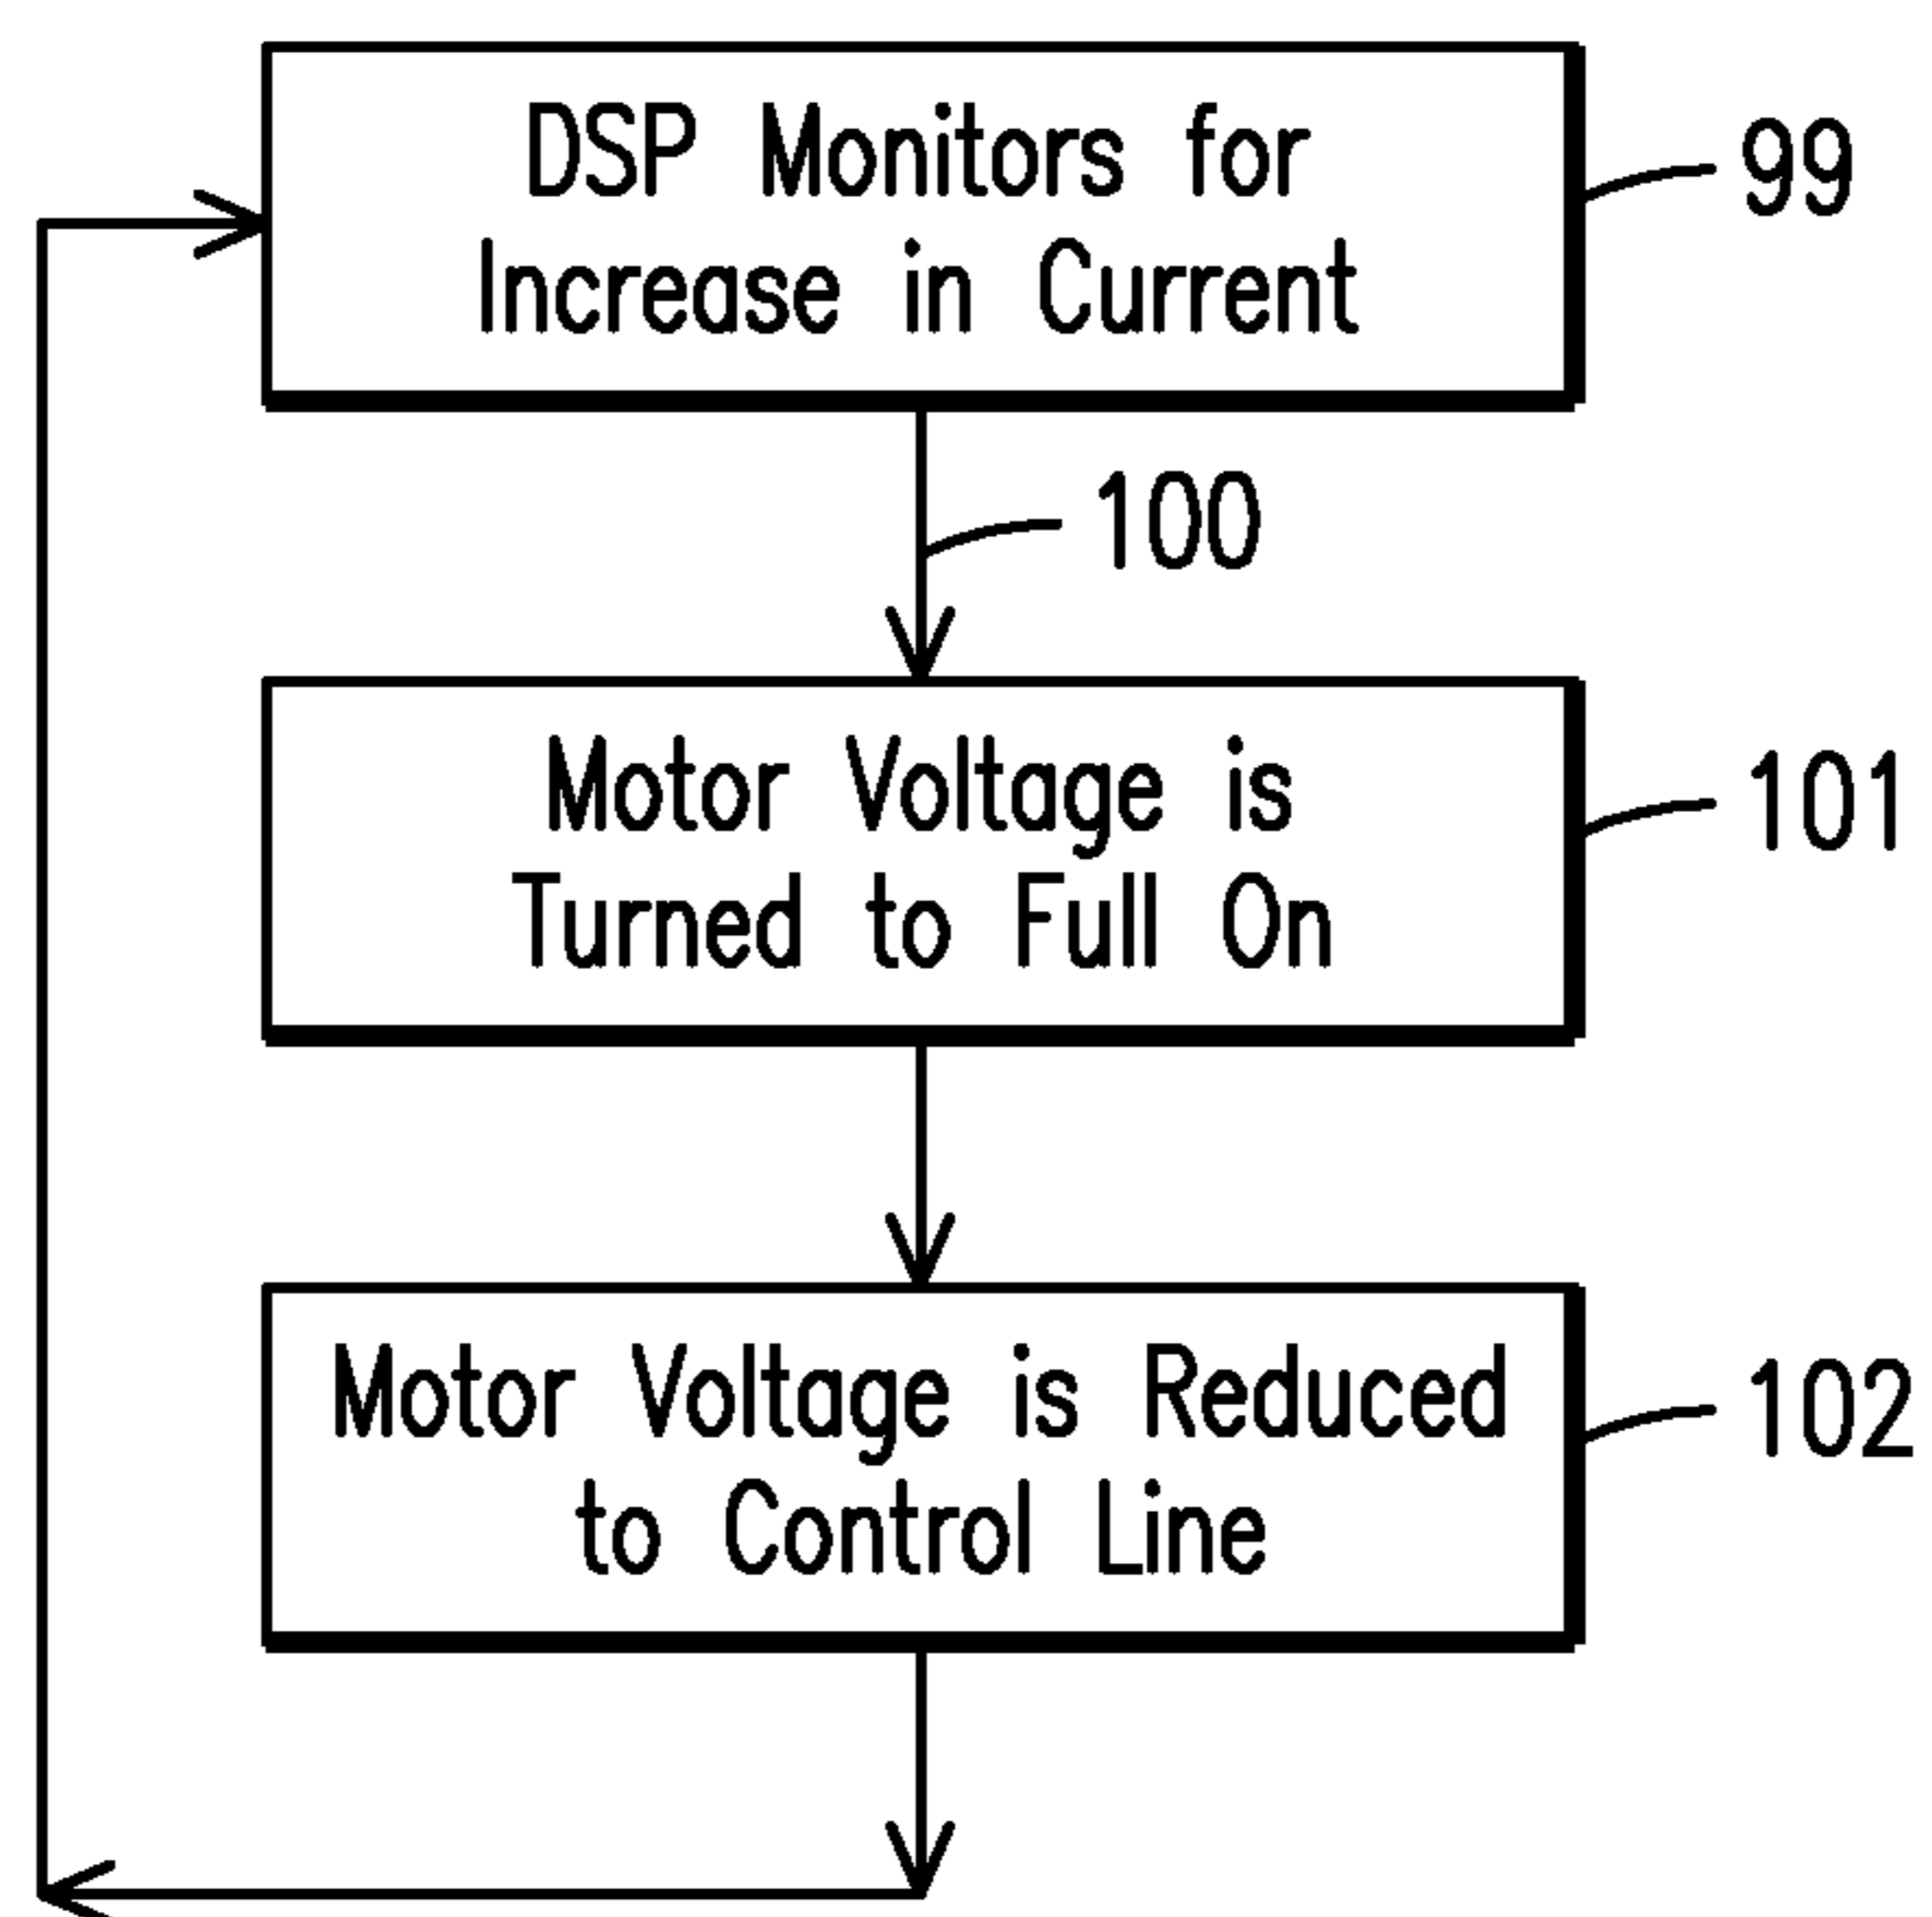 DSP Monitors for
Increase in Current
99
100
Motor Voltage is
Turned to Full On
101
Motor Voltage is Reduced
to Control Line
102